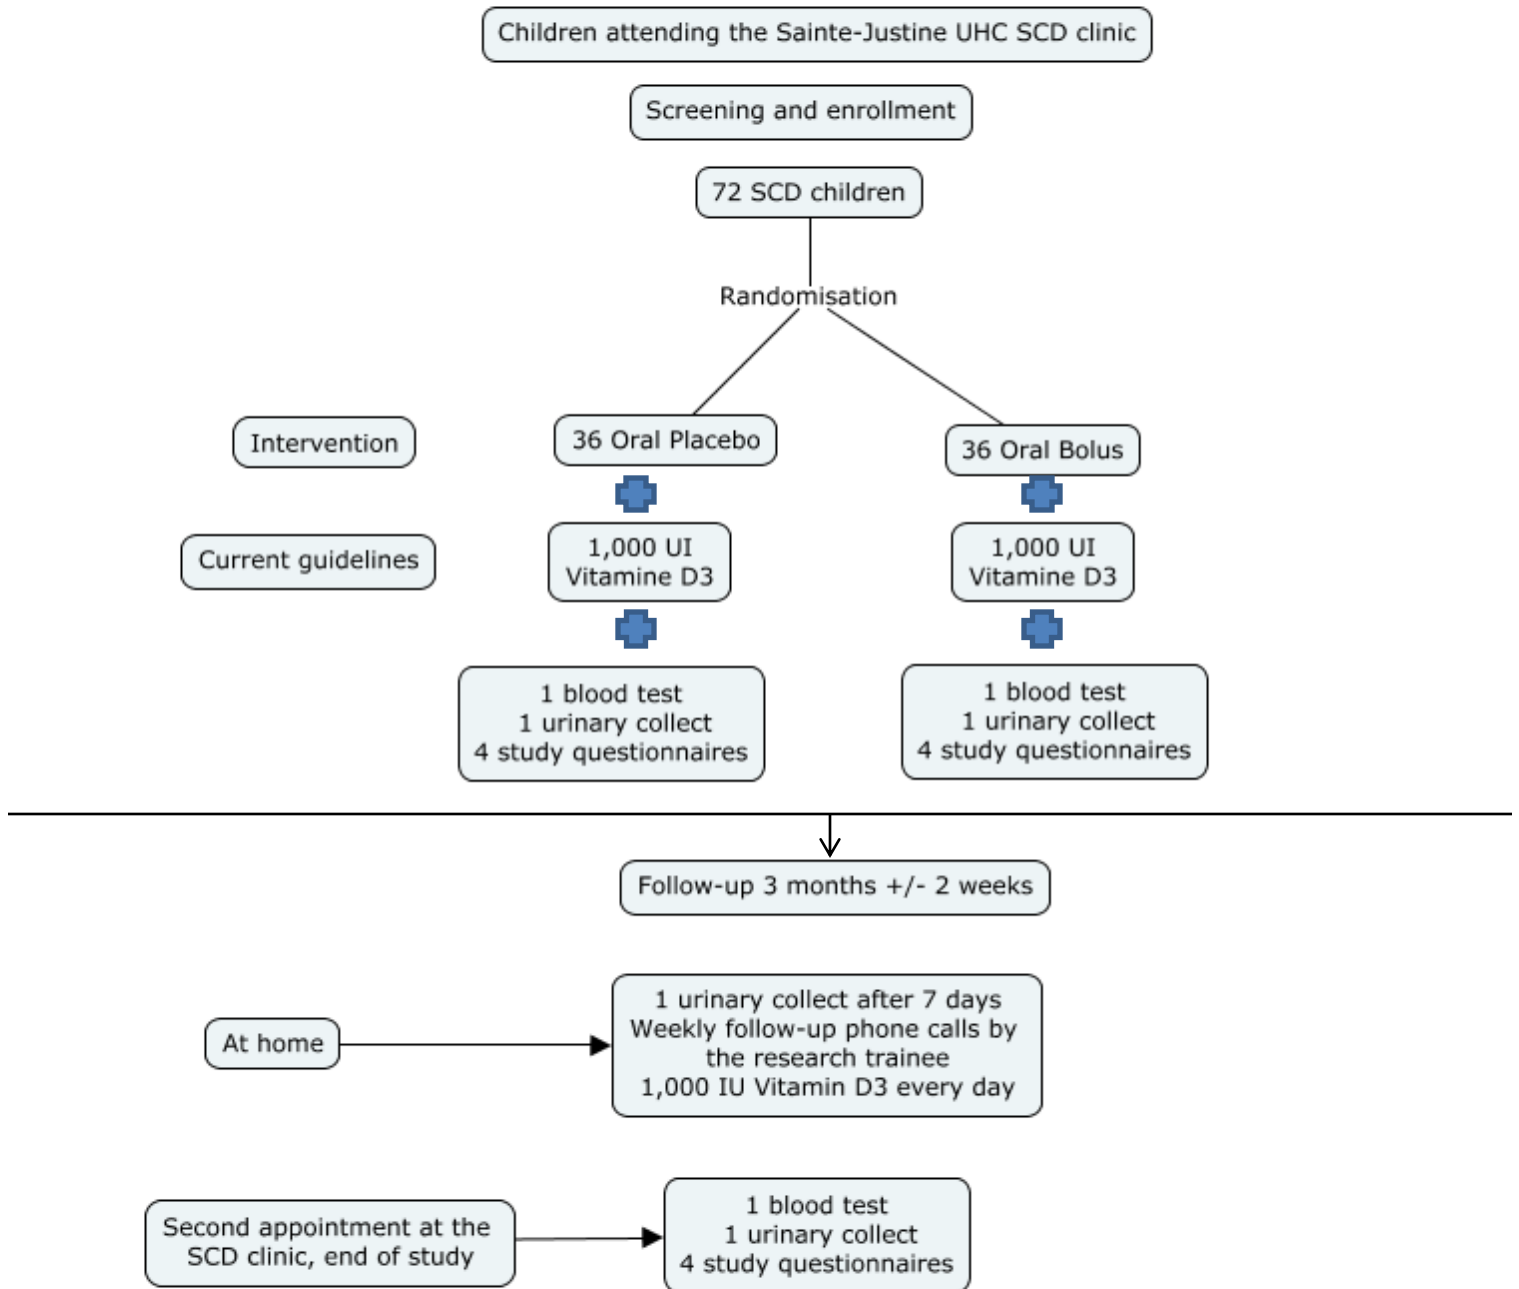 Children attending the Sainte-Justine UHC SCD clinic
Screening and enrollment
72 SCD children
Randomisation
Intervention
36 Oral Placebo
36 Oral Bolus
Current guidelines
1,000 UI
Vitamine D3
1,000 UI
Vitamine D3
1 blood test
1 urinary collect
4 study questionnaires
1 blood test
1 urinary collect
4 study questionnaires
Follow-up 3 months +/- 2 weeks
At home
1 urinary collect after 7 days
Weekly follow-up phone calls by
the research trainee
1,000 IU Vitamin D3 every day
Second appointment at the
SCD clinic, end of study
1 blood test
1 urinary collect
4 study questionnaires